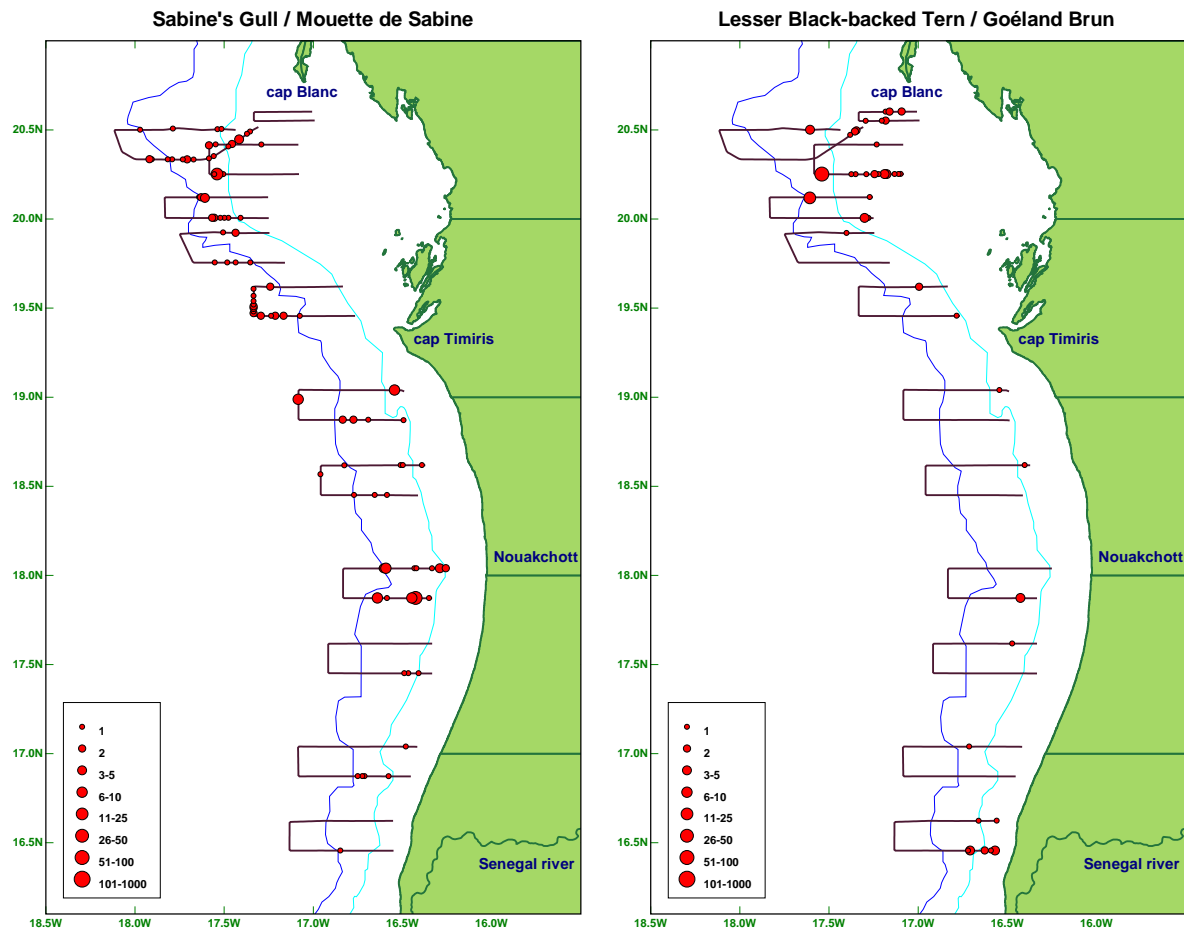 Sabine's Gull / Mouette de Sabine
cap Blanc
20.5N
20.0N
19.5N
cap Timiris
19.0N
18.5N
Nouakchott
18.0N
17.5N
17.0N
16.5N
Senegal river
1
2
3-5
6-10
11-25
26-50
51-100
101-1000
18.5W
18.0W
17.5W
17.0W
16.5W
16.0W
Lesser Black-backed Tern / Goéland Brun
cap Blanc
20.5N
20.0N
19.5N
cap Timiris
19.0N
18.5N
Nouakchott
18.0N
17.5N
17.0N
16.5N
Senegal river
1
2
3-5
6-10
11-25
26-50
51-100
101-1000
18.5W
18.0W
17.5W
17.0W
16.5W
16.0W